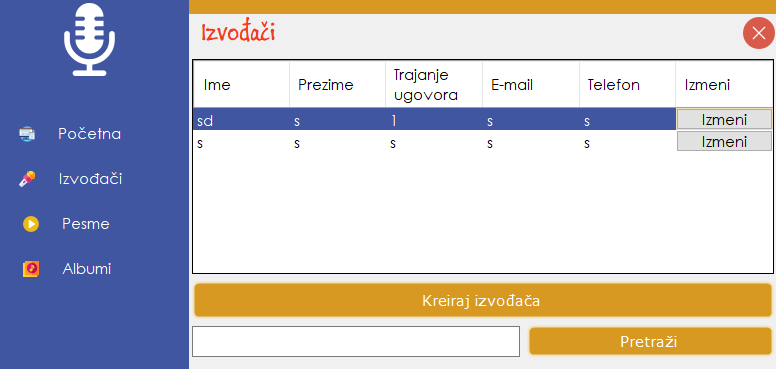 Izvođači
Početna
Izvođači
Pesme
Albumi
Ime Prezime Trajanje ugovora E-mail Telefon Izmeni
sd s 1 s s Izmeni
s s s s s Izmeni
Kreiraj izvođača
Pretraži